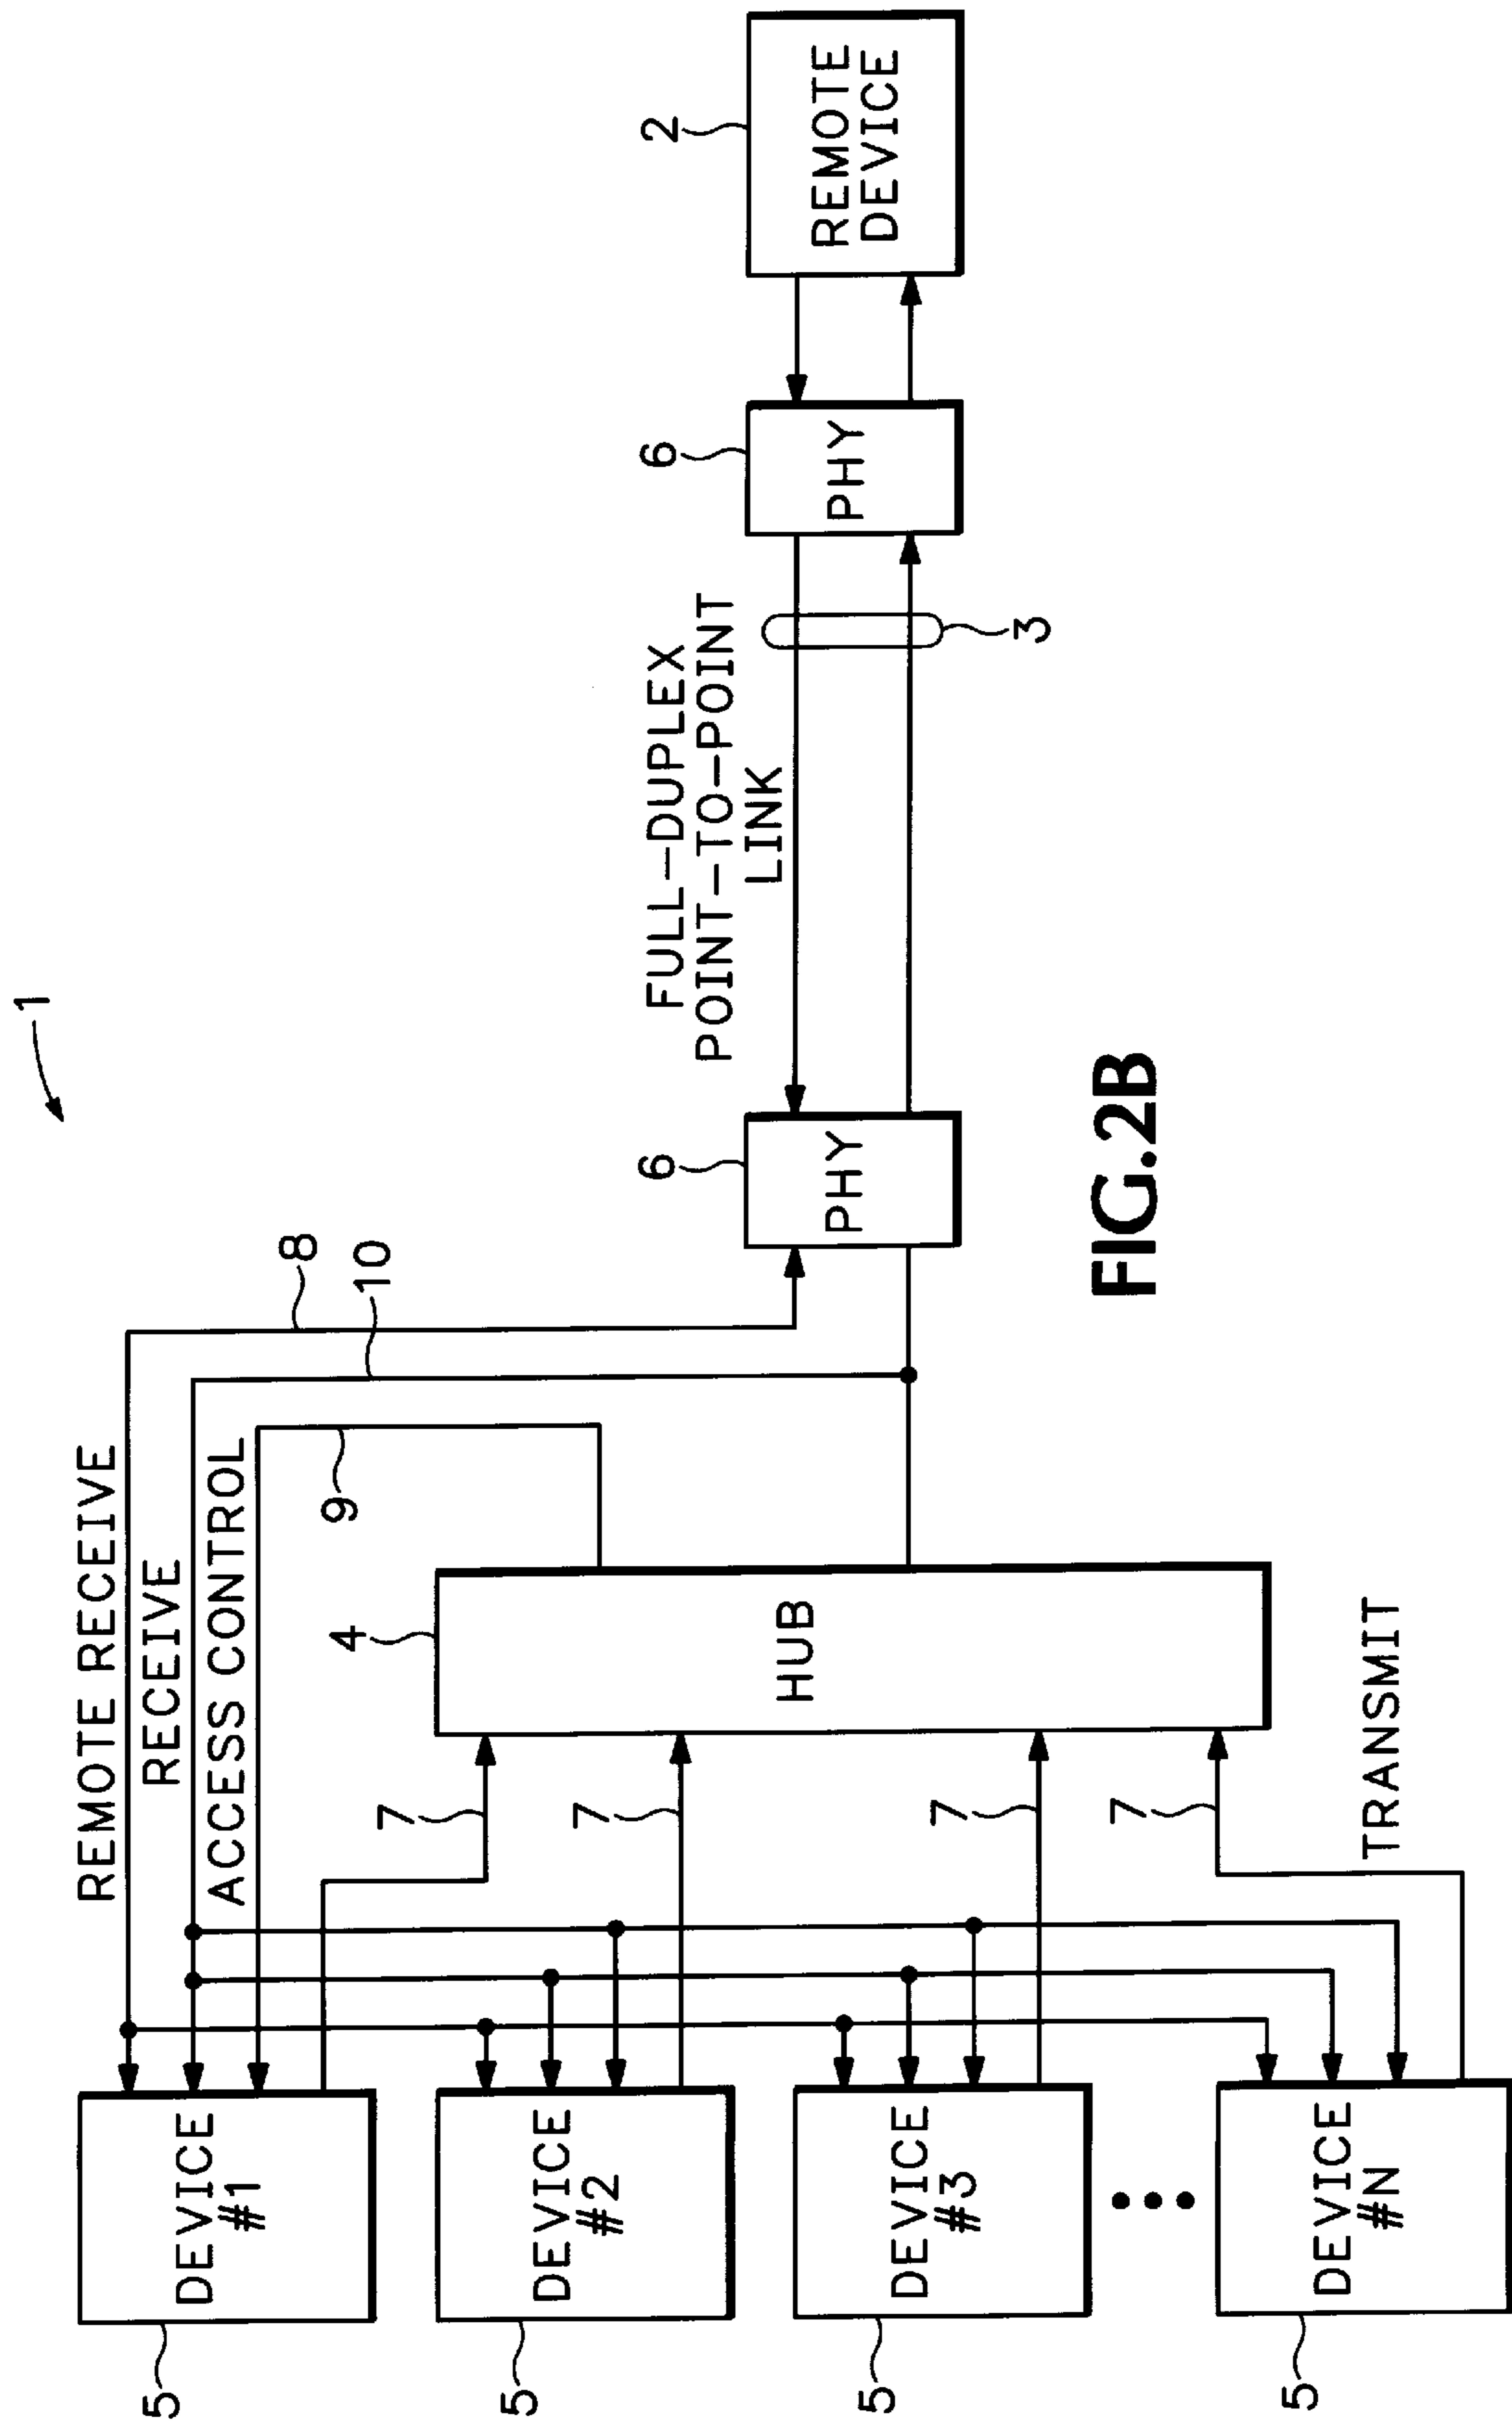 1
REMOTE RECEIVE
RECEIVE
ACCESS CONTROL
8
10
9
5
DEVICE
#1
7
5
DEVICE
#2
7
5
DEVICE
#3
7
5
DEVICE
#N
7
TRANSMIT
4
HUB
6
PHY
FULL-DUPLEX
POINT-TO-POINT
LINK
3
6
PHY
2
REMOTE
DEVICE
FIG.2B